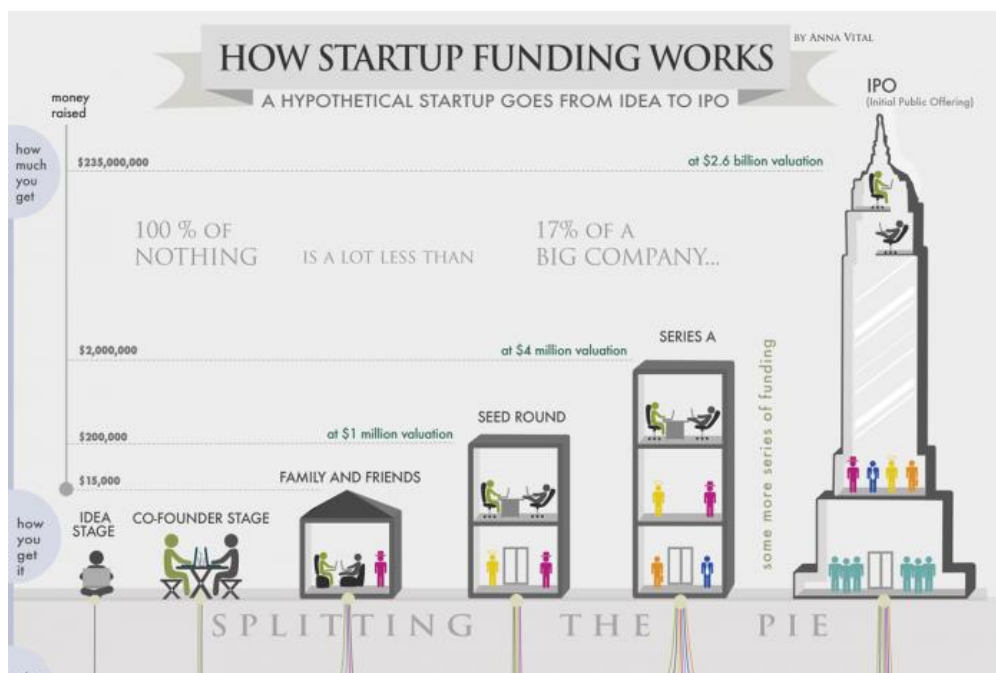 BY ANNA VITAL
HOW STARTUP FUNDING WORKS
A HYPOTHETICAL STARTUP GOES FROM IDEA TO IPO
IPO
(Initial Public Offering)
money
raised
how
much
you
get
$235,000,000
at $2.6 billion valuation
100 % OF
NOTHING
IS A LOT LESS THAN
17% OF A
BIG COMPANY...
SERIES A
$2,000,000
at $4 million valuation
some more series of funding
SEED ROUND
$200,000
at $1 million valuation
FAMILY AND FRIENDS
$15,000
IDEA
STAGE
CO-FOUNDER STAGE
how
you
get
it
SPLITTING THE PIE